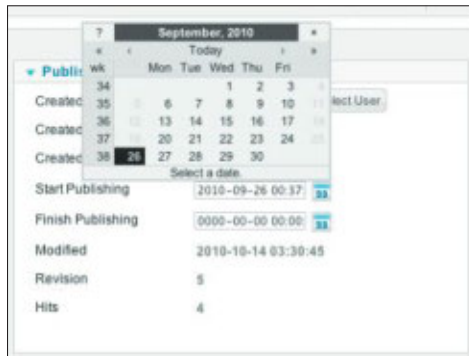 ? September, 2010 ×
« ‹ Today › »
wk Mon Tue Wed Thu Fri
34 1 2 3
35 6 7 8 9 10
36 13 14 15 16 17
37 20 21 22 23 24
38 26 27 28 29 30
Select a date.
Publis
Created lect User
Created
Created
Start Publishing 2010-09-26 00:37:
Finish Publishing 0000-00-00 00:00:
Modified 2010-10-14 03:30:45
Revision 5
Hits 4